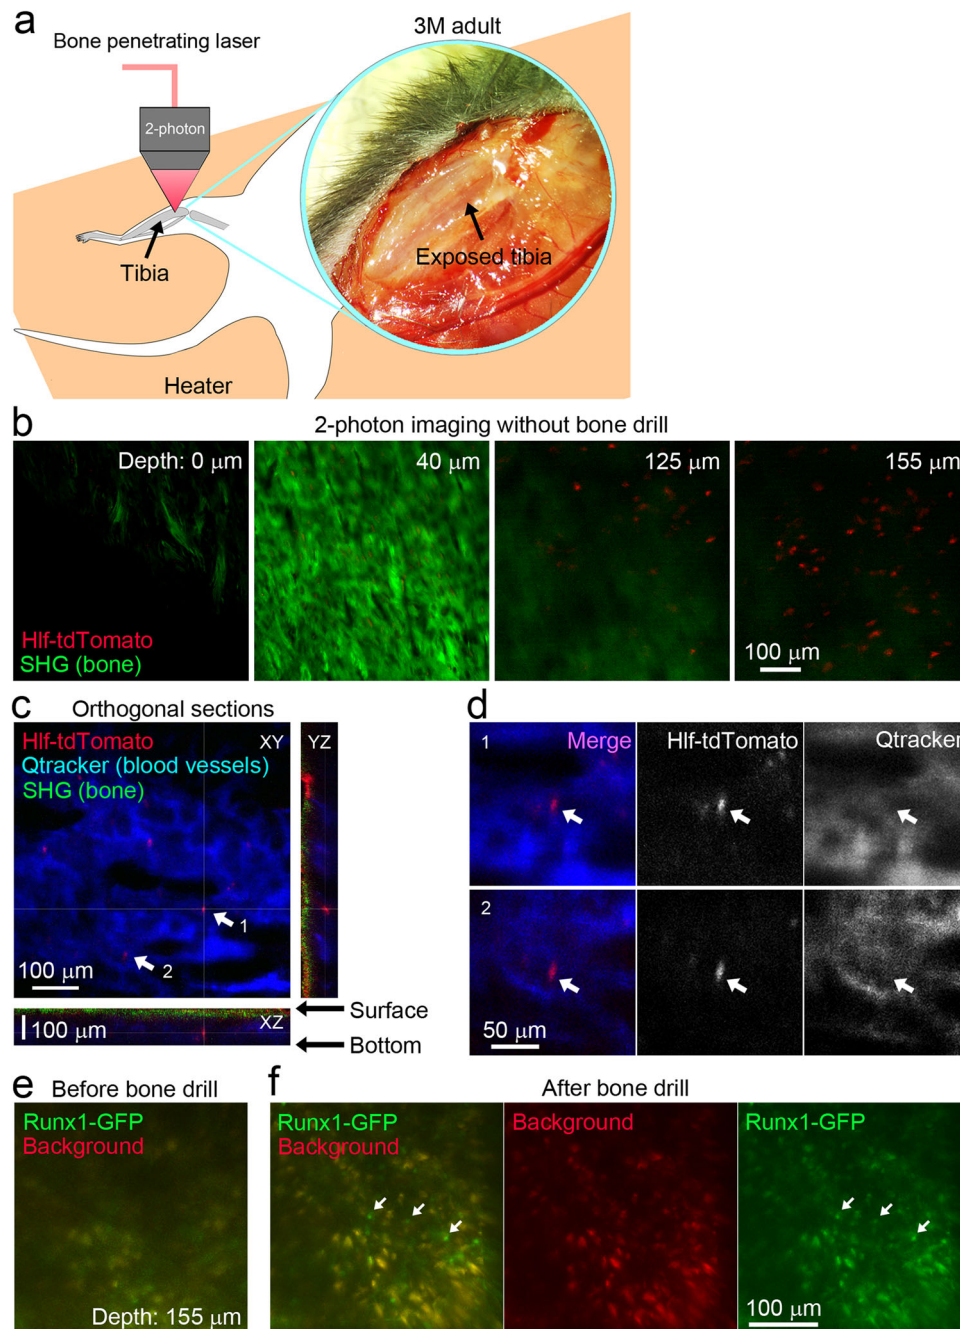 a
3M adult
Bone penetrating laser
2-photon
Tibia
Exposed tibia
Heater
b
2-photon imaging without bone drill
Depth: 0 μm
40 μm
125 μm
155 μm
Hlf-tdTomato
SHG (bone)
100 μm
c
Orthogonal sections
Hlf-tdTomato
XY
YZ
Qtracker (blood vessels)
SHG (bone)
1
2
100 μm
100 μm
XZ
Surface
Bottom
d
1
Merge
Hlf-tdTomato
Qtracker
2
50 μm
e
Before bone drill
Runx1-GFP
Background
Depth: 155 μm
f
After bone drill
Runx1-GFP
Background
Background
Runx1-GFP
100 μm